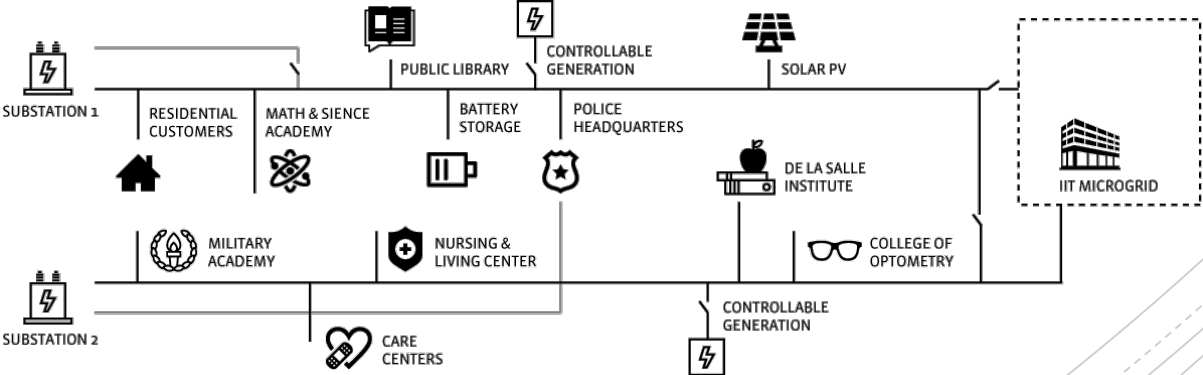 SUBSTATION 1
PUBLIC LIBRARY
CONTROLLABLE
GENERATION
SOLAR PV
RESIDENTIAL
CUSTOMERS
MATH & SIENCE
ACADEMY
BATTERY
STORAGE
POLICE
HEADQUARTERS
DE LA SALLE
INSTITUTE
IIT MICROGRID
MILITARY
ACADEMY
NURSING &
LIVING CENTER
COLLEGE OF
OPTOMETRY
SUBSTATION 2
CARE
CENTERS
CONTROLLABLE
GENERATION